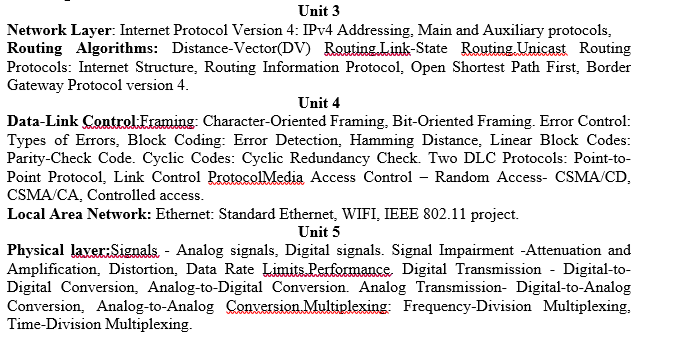 Unit 3
Network Layer: Internet Protocol Version 4: IPv4 Addressing, Main and Auxiliary protocols,
Routing Algorithms: Distance-Vector(DV) Routing.Link-State Routing.Unicast Routing
Protocols: Internet Structure, Routing Information Protocol, Open Shortest Path First, Border
Gateway Protocol version 4.
Unit 4
Data-Link Control:Framing: Character-Oriented Framing, Bit-Oriented Framing. Error Control:
Types of Errors, Block Coding: Error Detection, Hamming Distance, Linear Block Codes:
Parity-Check Code. Cyclic Codes: Cyclic Redundancy Check. Two DLC Protocols: Point-to-
Point Protocol, Link Control ProtocolMedia Access Control – Random Access- CSMA/CD,
CSMA/CA, Controlled access.
Local Area Network: Ethernet: Standard Ethernet, WIFI, IEEE 802.11 project.
Unit 5
Physical layer:Signals - Analog signals, Digital signals. Signal Impairment -Attenuation and
Amplification, Distortion, Data Rate Limits.Performance. Digital Transmission - Digital-to-
Digital Conversion, Analog-to-Digital Conversion. Analog Transmission- Digital-to-Analog
Conversion, Analog-to-Analog Conversion.Multiplexing: Frequency-Division Multiplexing,
Time-Division Multiplexing.